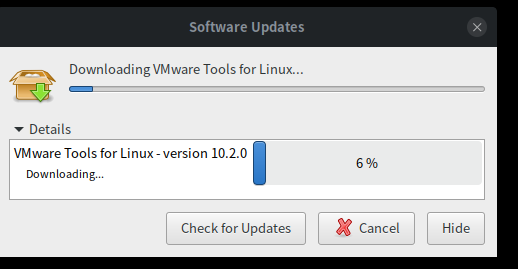 Software Updates
Downloading VMware Tools for Linux...
Details
VMware Tools for Linux - version 10.2.0
6 %
Downloading...
Check for Updates
Cancel
Hide